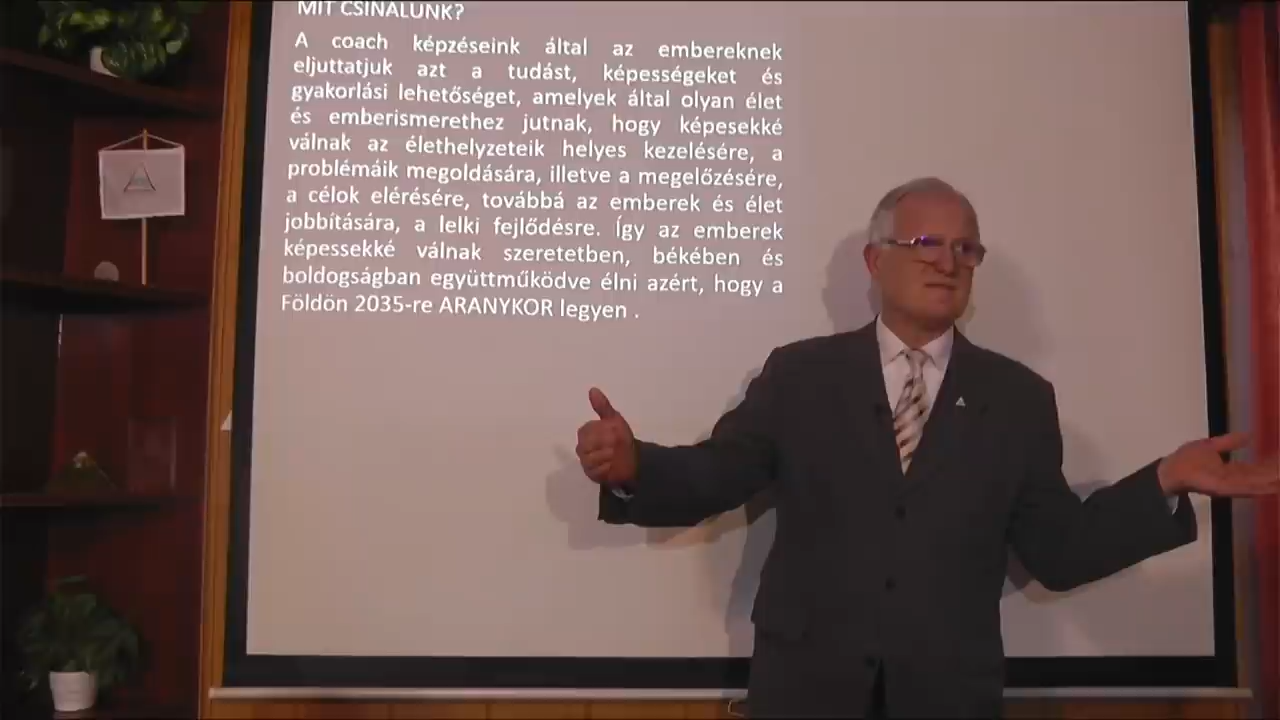 MIT CSINÁLUNK?
A coach képzéseink által az embereknek
eljuttatjuk azt a tudást, képességeket és
gyakorlási lehetőséget, amelyek által olyan élet
és emberismerethez jutnak, hogy képesekké
válnak az élethelyzeteik helyes kezelésére, a
problémáik megoldására, illetve a megelőzésére,
a célok elérésére, továbbá az emberek és élet
jobbítására, a lelki fejlődésre. Így az emberek
képessekké válnak szeretetben, békében és
boldogságban együttműködve élni azért, hogy a
Földön 2035-re ARANYKOR legyen .